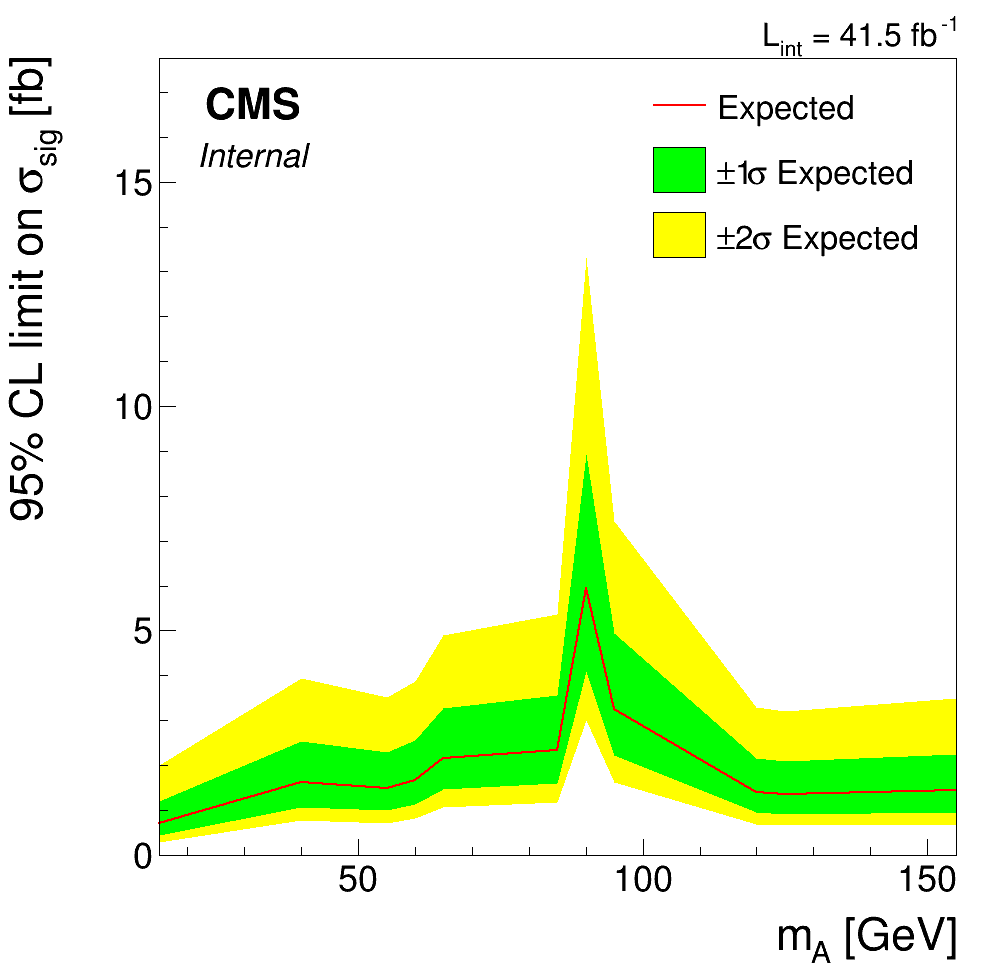 L_int = 41.5 fb^-1
95% CL limit on σ_sig [fb]
CMS
Internal
Expected
±1σ Expected
±2σ Expected
15
10
5
0
50 100 150
m_A [GeV]